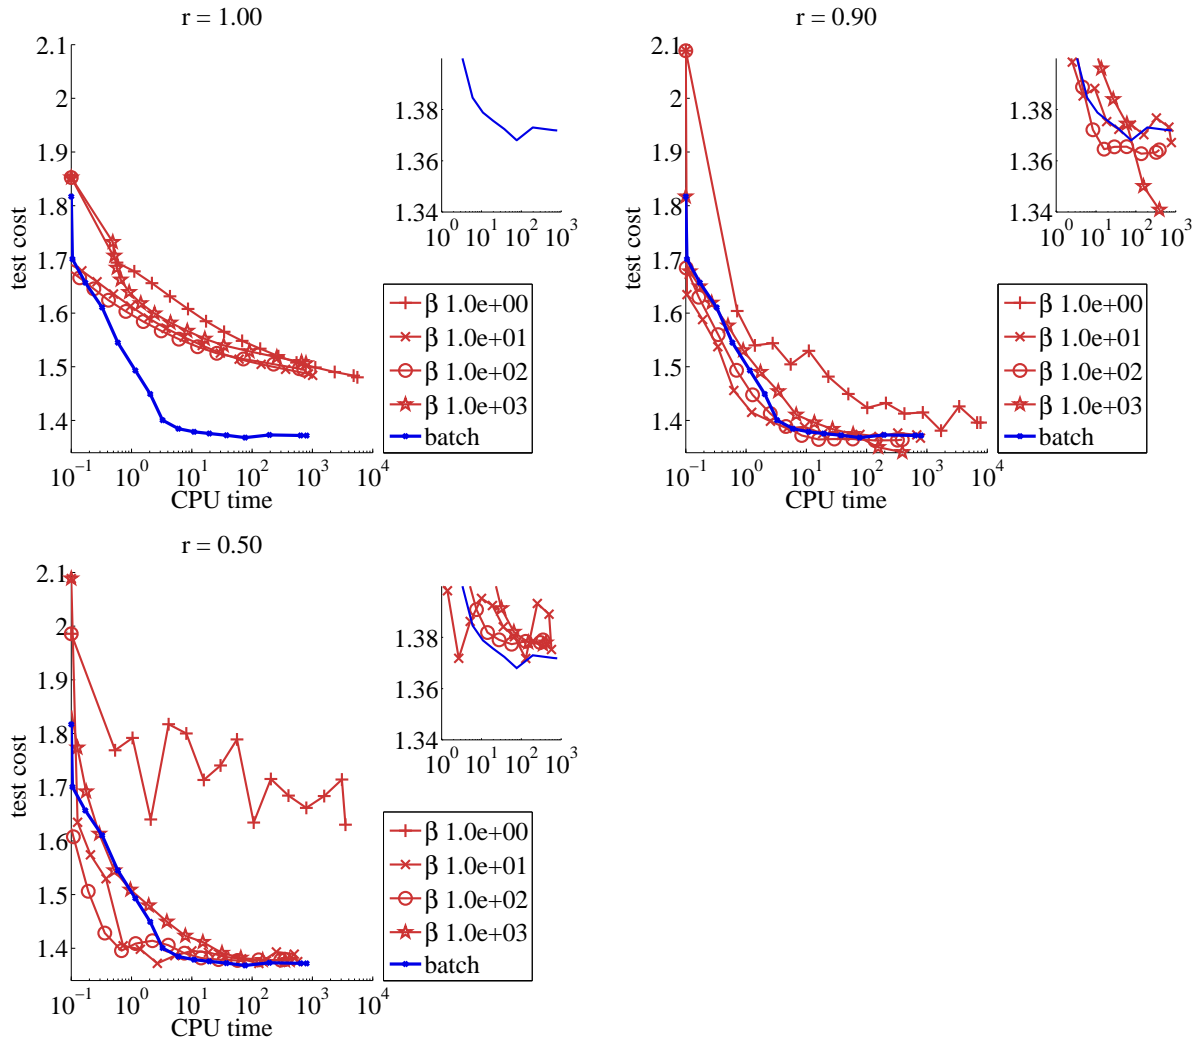 r = 1.00
2.1
2
1.9
1.8
1.7
1.6
1.5
1.4
test cost
10^-1 10^0 10^1 10^2 10^3 10^4
CPU time
1.38
1.36
1.34
10^0 10^1 10^2 10^3
β 1.0e+00
β 1.0e+01
β 1.0e+02
β 1.0e+03
batch
r = 0.90
2.1
2
1.9
1.8
1.7
1.6
1.5
1.4
test cost
10^-1 10^0 10^1 10^2 10^3 10^4
CPU time
1.38
1.36
1.34
10^0 10^1 10^2 10^3
β 1.0e+00
β 1.0e+01
β 1.0e+02
β 1.0e+03
batch
r = 0.50
2.1
2
1.9
1.8
1.7
1.6
1.5
1.4
test cost
10^-1 10^0 10^1 10^2 10^3 10^4
CPU time
1.38
1.36
1.34
10^0 10^1 10^2 10^3
β 1.0e+00
β 1.0e+01
β 1.0e+02
β 1.0e+03
batch